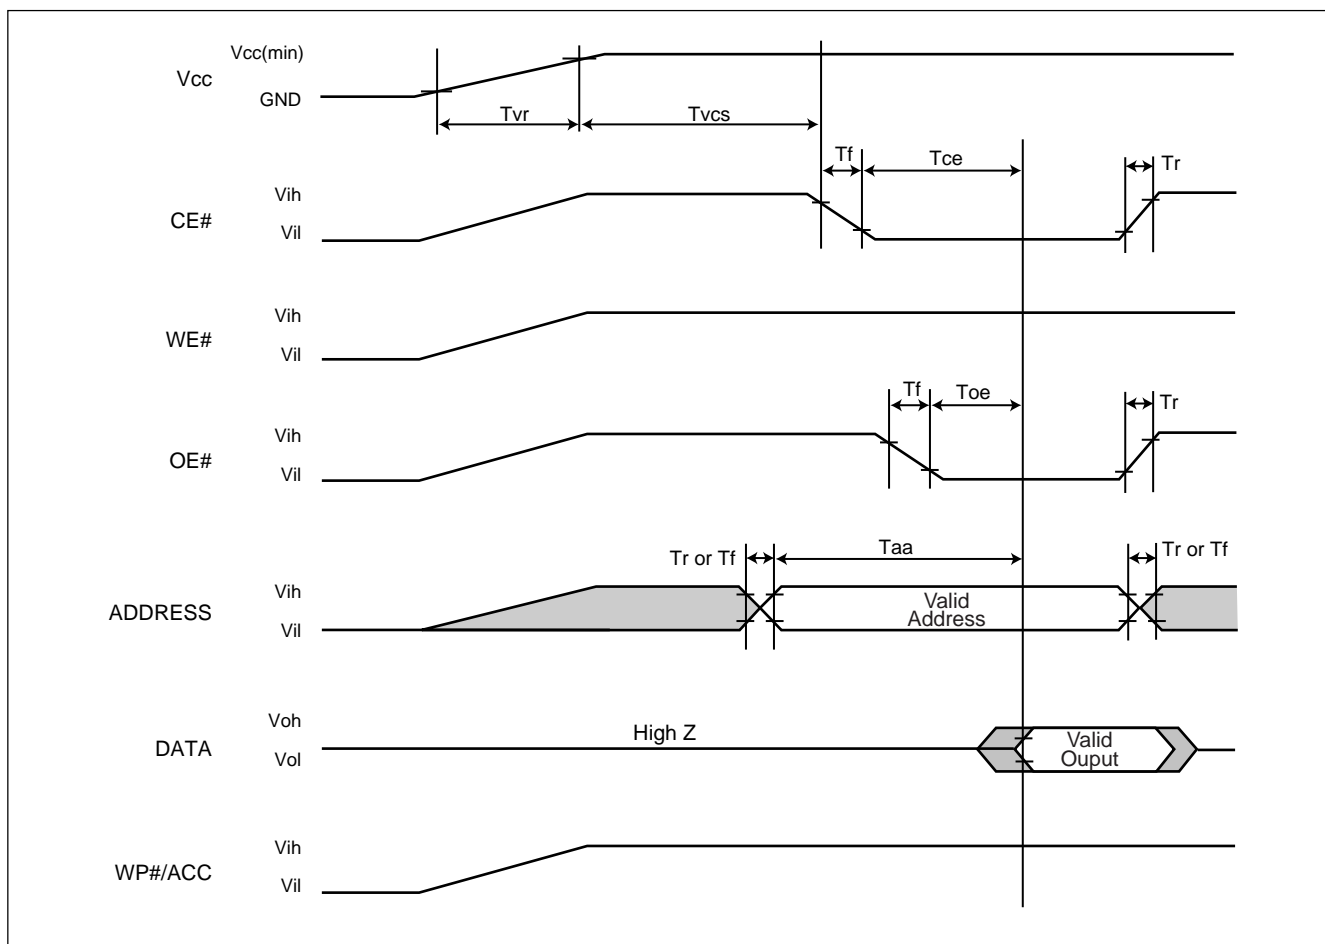 Vcc(min)
Vcc
GND
Tvr
Tvcs
Tf
Tce
Tr
Vih
CE#
Vil
Vih
WE#
Vil
Tf
Toe
Tr
Vih
OE#
Vil
Tr or Tf
Taa
Tr or Tf
Vih
ADDRESS
Vil
Valid
Address
Voh
DATA
Vol
High Z
Valid
Ouput
Vih
WP#/ACC
Vil